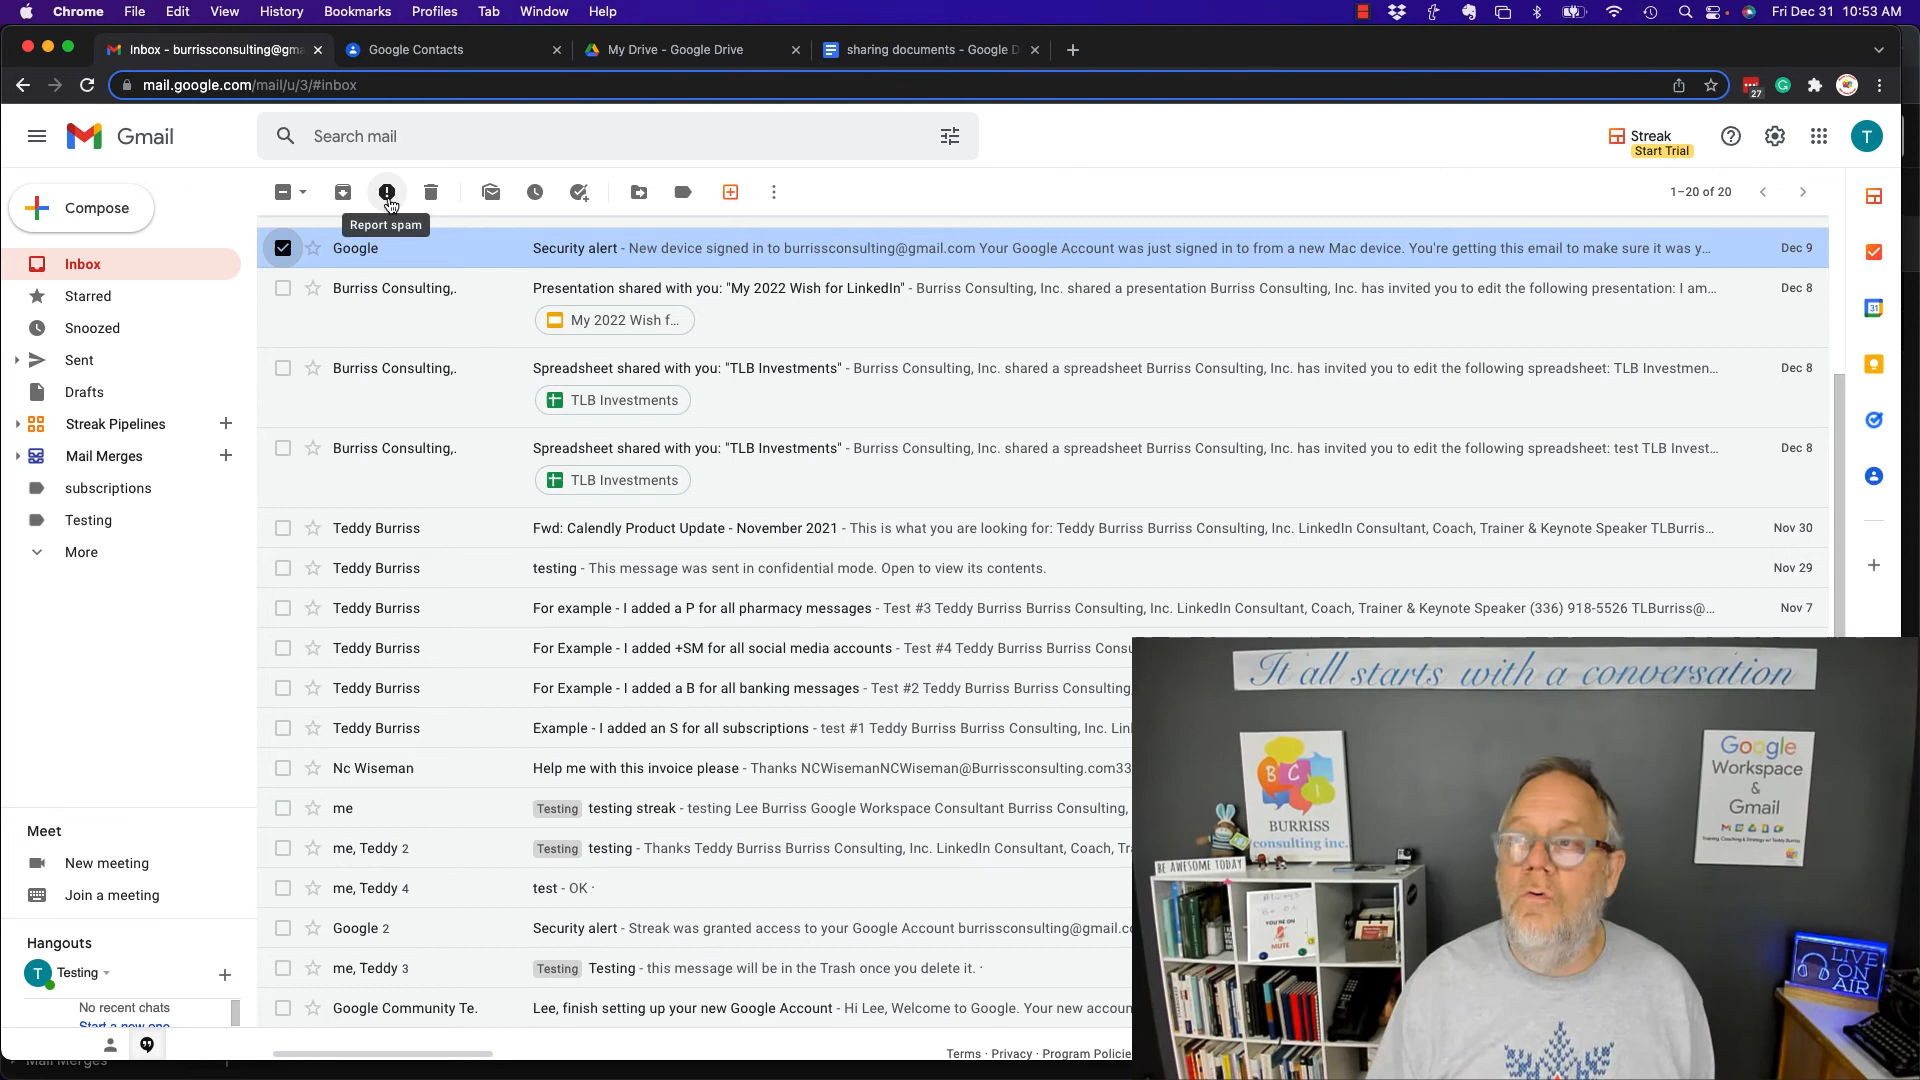 Chrome File Edit View History Bookmarks Profiles Tab Window Help Fri Dec 31 10:53 AM
Inbox - burrissconsulting@gma Google Contacts My Drive - Google Drive sharing documents - Google D
mail.google.com/mail/u/3/#inbox 27
Gmail Search mail Streak T
Start Trial
1–20 of 20
Compose
Report spam
Inbox
Starred
Snoozed
Sent
Drafts
Streak Pipelines
Mail Merges
subscriptions
Testing
More
Google Security alert - New device signed in to burrissconsulting@gmail.com Your Google Account was just signed in to from a new Mac device. You're getting this email to make sure it was y... Dec 9
Burriss Consulting,. Presentation shared with you: "My 2022 Wish for LinkedIn" - Burriss Consulting, Inc. shared a presentation Burriss Consulting, Inc. has invited you to edit the following presentation: I am... Dec 8
My 2022 Wish f...
Burriss Consulting,. Spreadsheet shared with you: "TLB Investments" - Burriss Consulting, Inc. shared a spreadsheet Burriss Consulting, Inc. has invited you to edit the following spreadsheet: TLB Investmen... Dec 8
TLB Investments
Burriss Consulting,. Spreadsheet shared with you: "TLB Investments" - Burriss Consulting, Inc. shared a spreadsheet Burriss Consulting, Inc. has invited you to edit the following spreadsheet: test TLB Invest... Dec 8
TLB Investments
Teddy Burriss Fwd: Calendly Product Update - November 2021 - This is what you are looking for: Teddy Burriss Burriss Consulting, Inc. LinkedIn Consultant, Coach, Trainer & Keynote Speaker TLBurris... Nov 30
Teddy Burriss testing - This message was sent in confidential mode. Open to view its contents. Nov 29
Teddy Burriss For example - I added a P for all pharmacy messages - Test #3 Teddy Burriss Burriss Consulting, Inc. LinkedIn Consultant, Coach, Trainer & Keynote Speaker (336) 918-5526 TLBurriss@... Nov 7
Teddy Burriss For Example - I added +SM for all social media accounts - Test #4 Teddy Burriss Burriss Consu
Teddy Burriss For Example - I added a B for all banking messages - Test #2 Teddy Burriss Burriss Consulting,
Teddy Burriss Example - I added an S for all subscriptions - test #1 Teddy Burriss Burriss Consulting, Inc. Lin
Nc Wiseman Help me with this invoice please - Thanks NCWisemanNCWiseman@Burrissconsulting.com33
me Testing testing streak - testing Lee Burriss Google Workspace Consultant Burriss Consulting,
me, Teddy 2 Testing testing - Thanks Teddy Burriss Burriss Consulting, Inc. LinkedIn Consultant, Coach, Tr
me, Teddy 4 test - OK ·
Google 2 Security alert - Streak was granted access to your Google Account burrissconsulting@gmail.co
me, Teddy 3 Testing Testing - this message will be in the Trash once you delete it. ·
Google Community Te. Lee, finish setting up your new Google Account - Hi Lee, Welcome to Google. Your new accoun
Meet
New meeting
Join a meeting
Hangouts
T Testing
No recent chats
Start a new one
Mail Merges
Terms · Privacy · Program Policie
31
It all starts with a conversation
BCI
BURRISS
consulting inc.
Google
Workspace
&
Gmail
Training, Coaching & Strategy w/ Teddy Burriss
BE AWESOME TODAY
YOU'RE ON
MUTE
LIVE
ON
AIR